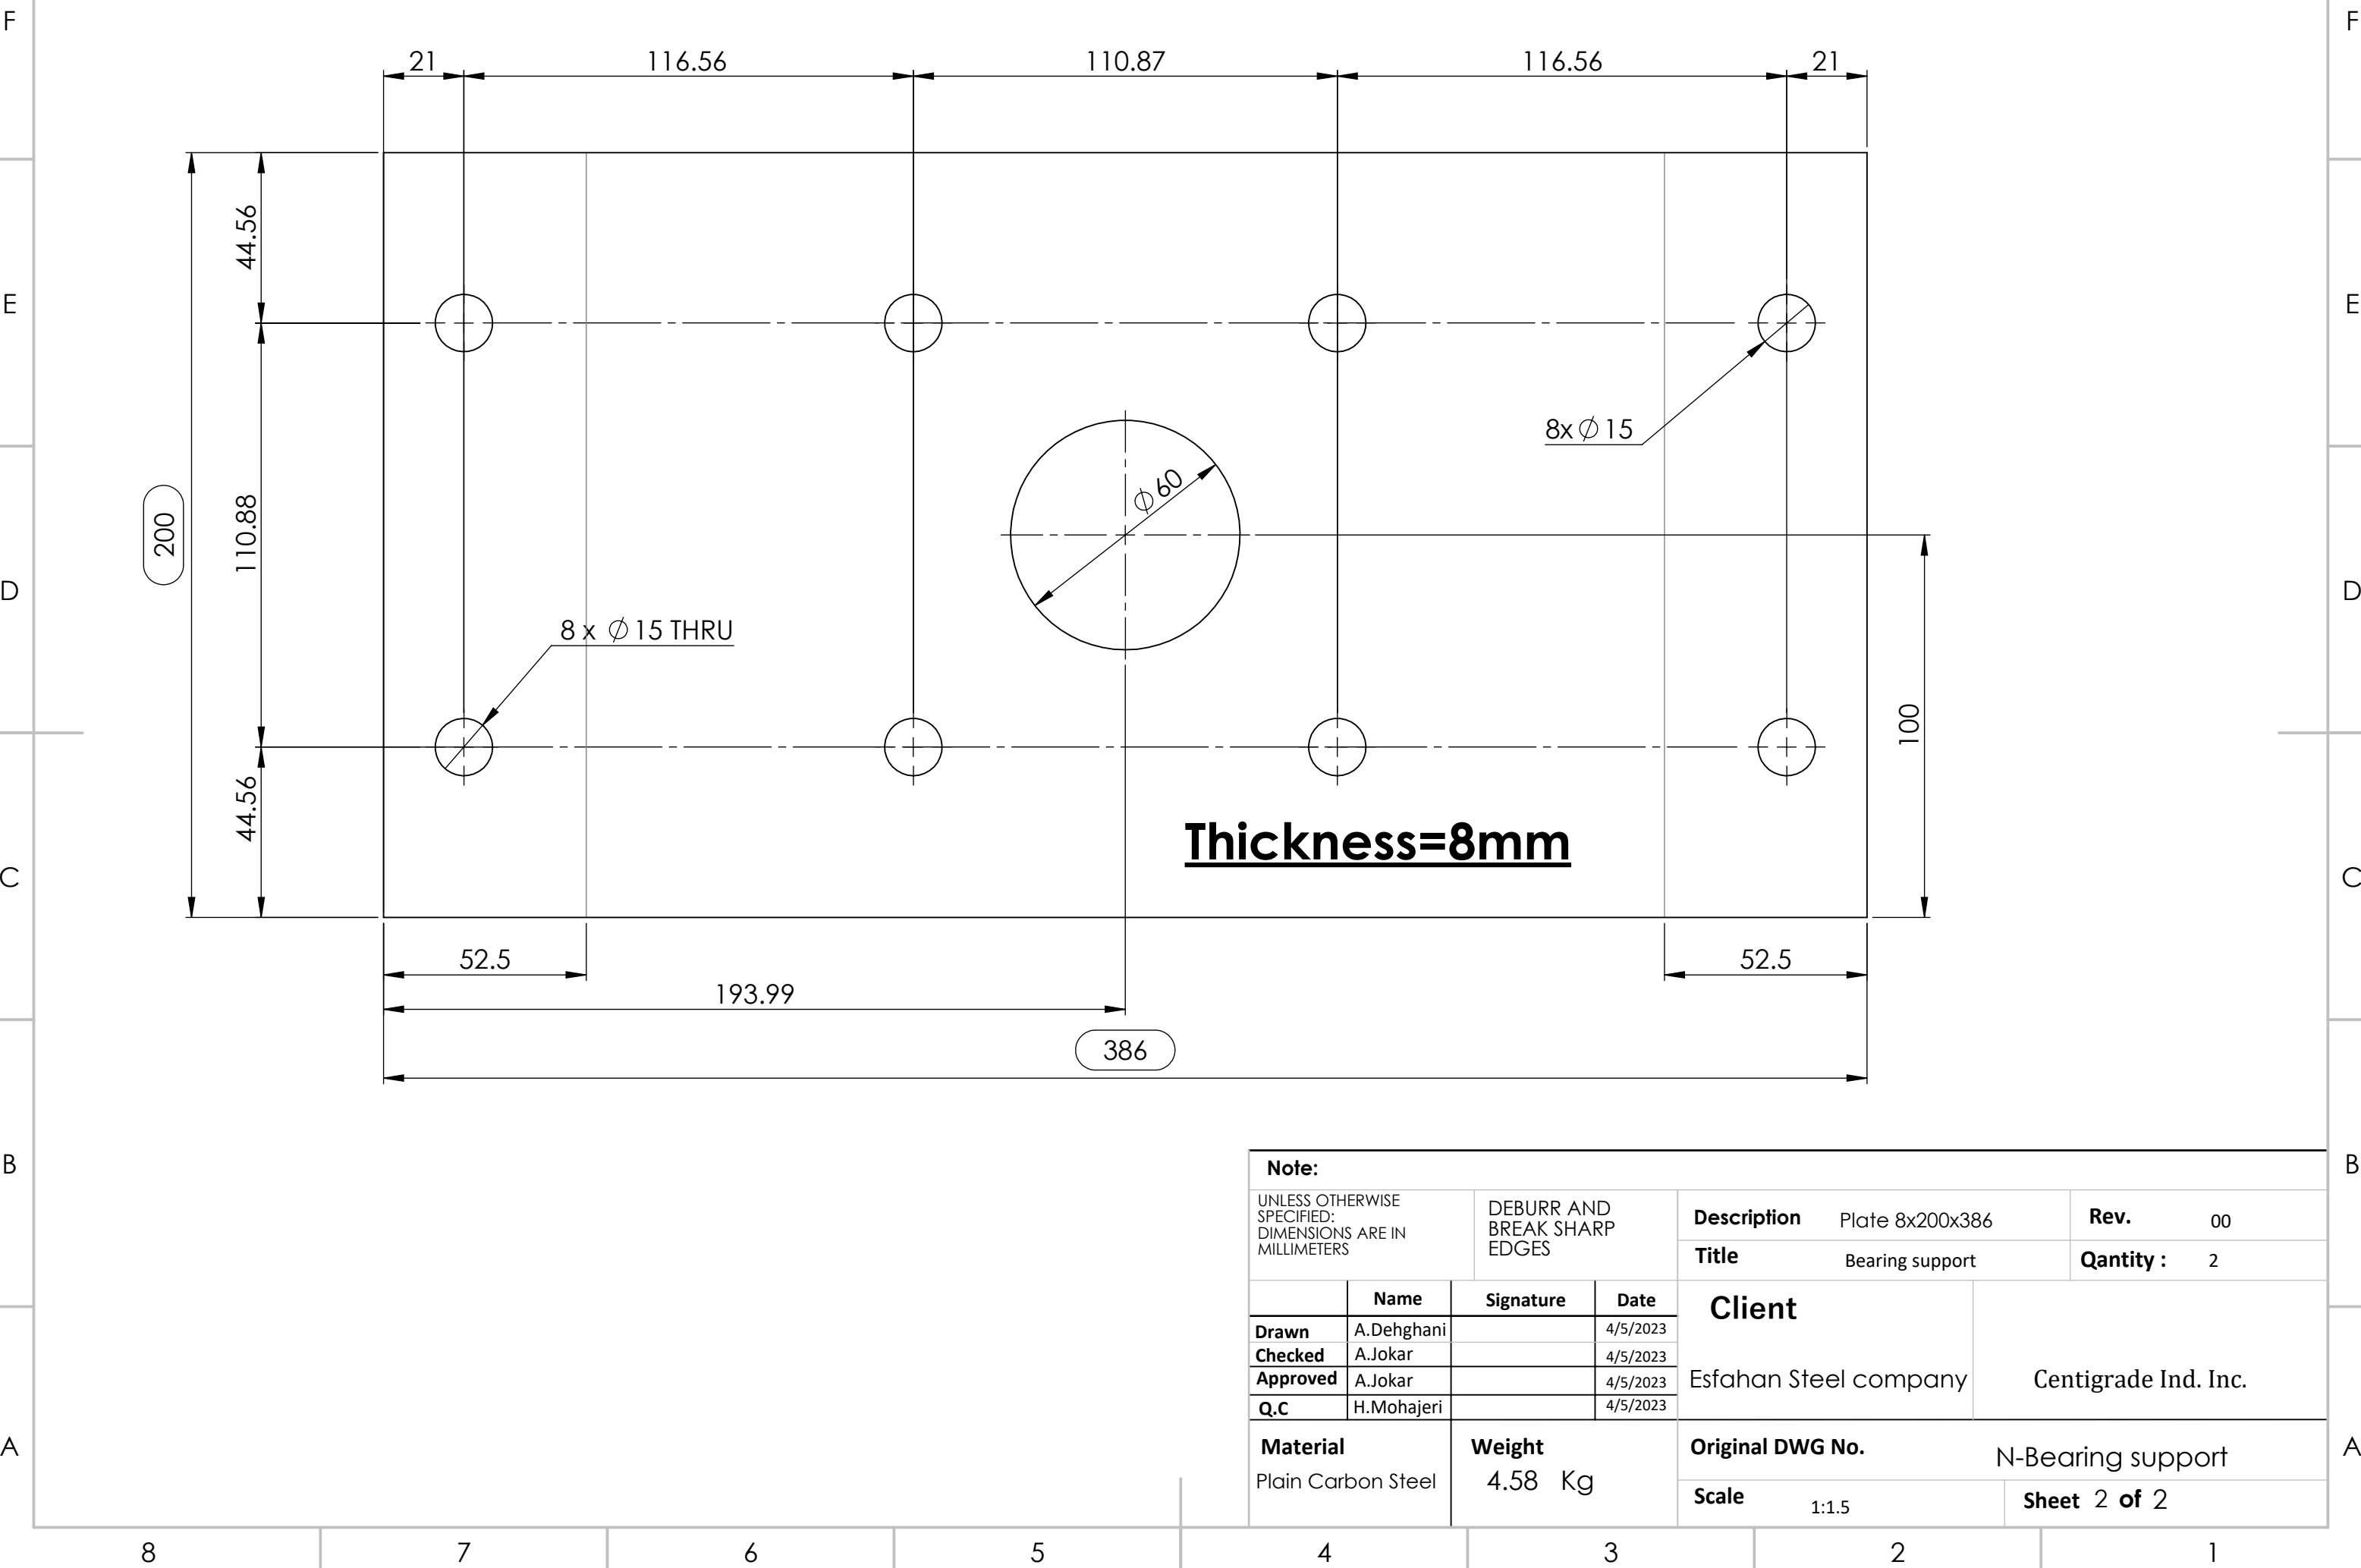 F
F
21
116.56
110.87
116.56
21
44.56
E
E
8x ∅ 15
∅ 60
200
110.88
D
D
8 x ∅ 15 THRU
100
44.56
Thickness=8mm
C
C
52.5
52.5
193.99
386
B
B
Note:
UNLESS OTHERWISE
SPECIFIED:
DIMENSIONS ARE IN
MILLIMETERS
DEBURR AND
BREAK SHARP
EDGES
Description Plate 8x200x386
Rev. 00
Title Bearing support
Qantity : 2
Name Signature Date
Drawn A.Dehghani 4/5/2023
Checked A.Jokar 4/5/2023
Approved A.Jokar 4/5/2023
Q.C H.Mohajeri 4/5/2023
Client
Esfahan Steel company
Centigrade Ind. Inc.
A
A
Material
Plain Carbon Steel
Weight
4.58 Kg
Original DWG No. N-Bearing support
Scale 1:1.5
Sheet 2 of 2
8 7 6 5 4 3 2 1